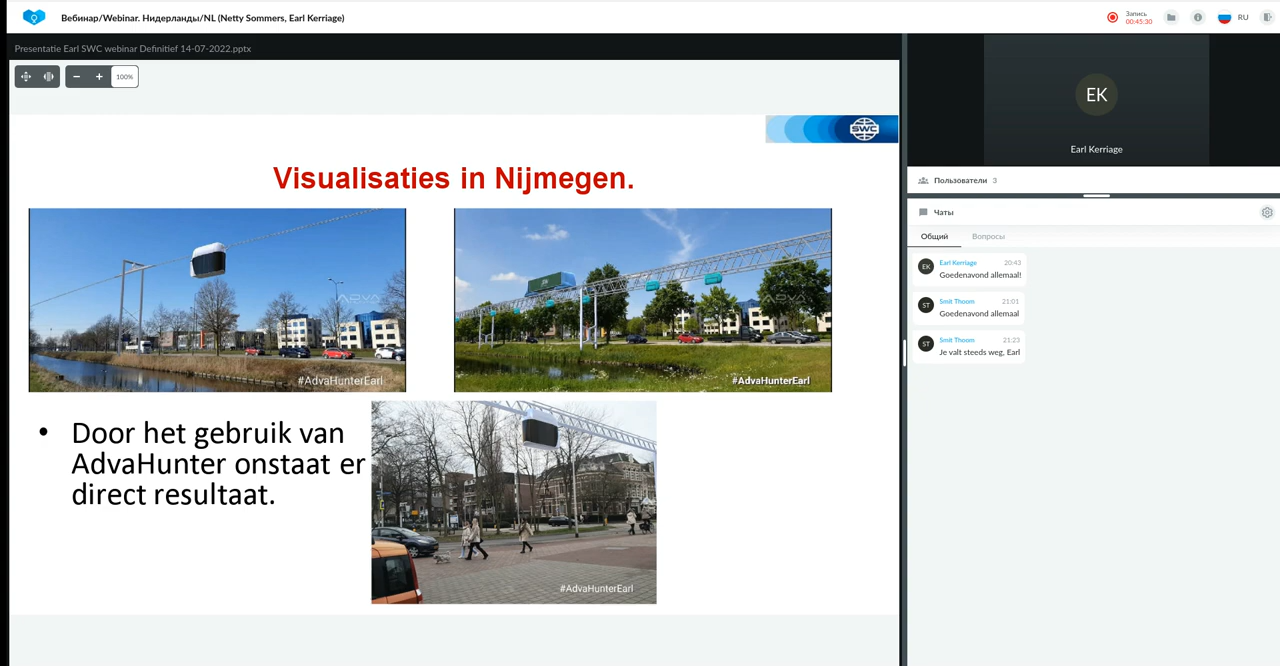 Вебинар/Webinar. Нидерланды/NL (Netty Sommers, Earl Kerriage)
Запись
00:45:30
RU
Presentatie Earl SWC webinar Definitief 14-07-2022.pptx
100%
SWC
Visualisaties in Nijmegen.
#AdvaHunterEarl
#AdvaHunterEarl
• Door het gebruik van
AdvaHunter onstaat er
direct resultaat.
#AdvaHunterEarl
EK
Earl Kerriage
Пользователи 3
Чаты
Общий Вопросы
EK Earl Kerriage 20:43
Goedenavond allemaal!
ST Smit Thoom 21:01
Goedenavond allemaal
ST Smit Thoom 21:23
Je valt steeds weg, Earl